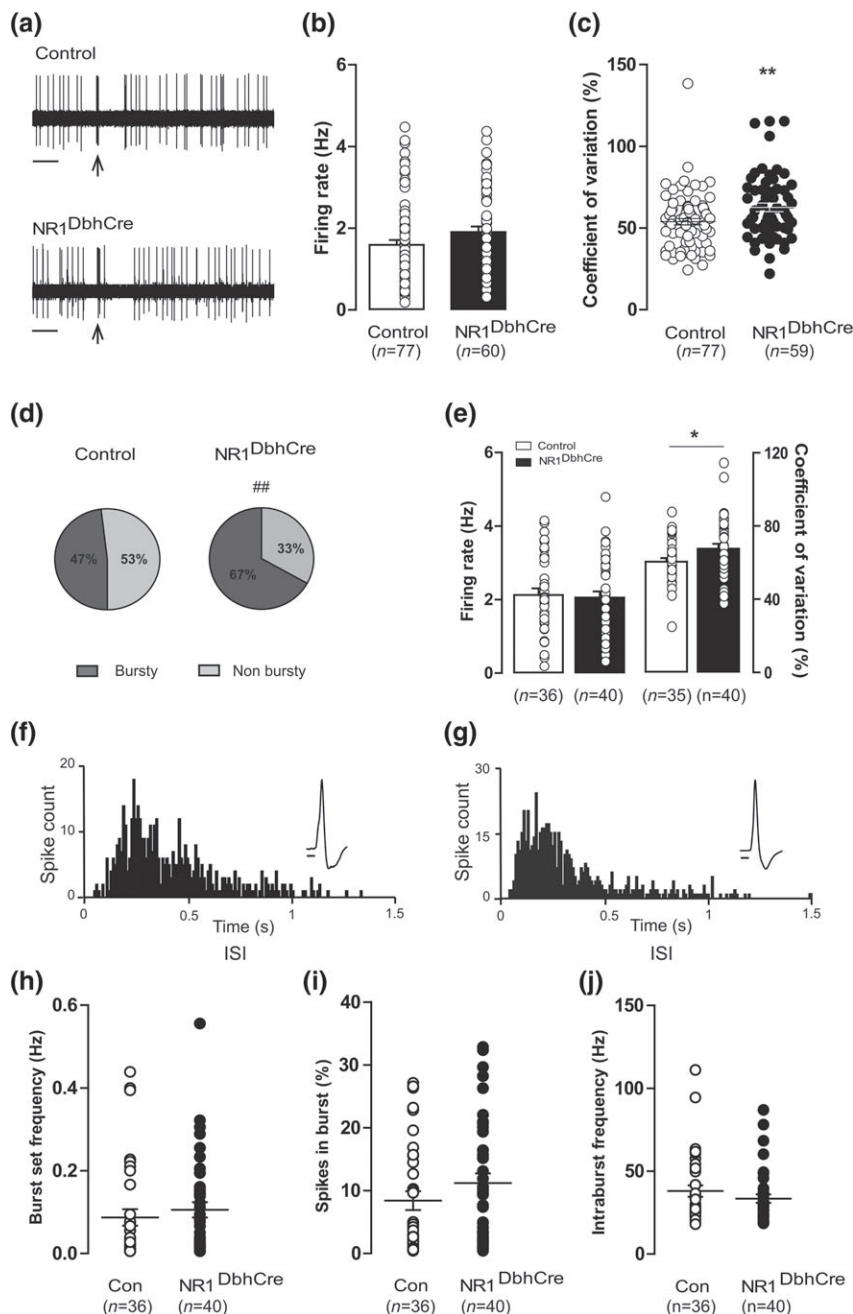 (a)
Control
NR1DbhCre
(b)
Firing rate (Hz)
6
4
2
0
Control
(n=77)
NR1DbhCre
(n=60)
(c)
Coefficient of variation (%)
150
100
50
0
**
Control
(n=77)
NR1DbhCre
(n=59)
(d)
Control
NR1DbhCre
##
47%
53%
33%
67%
Bursty
Non bursty
(e)
Control
NR1DbhCre
*
Firing rate (Hz)
6
4
2
0
120
80
40
0
Coefficient of variation (%)
(n=36)
(n=40)
(n=35)
(n=40)
(f)
Spike count
20
10
0
0
0.5
1
1.5
Time (s)
ISI
(g)
Spike count
30
15
0
0
0.5
1
1.5
Time (s)
ISI
(h)
Burst set frequency (Hz)
0.6
0.4
0.2
0.0
Con
(n=36)
NR1DbhCre
(n=40)
(i)
Spikes in burst (%)
40
30
20
10
0
Con
(n=36)
NR1DbhCre
(n=40)
(j)
Intraburst frequency (Hz)
150
100
50
0
Con
(n=36)
NR1DbhCre
(n=40)